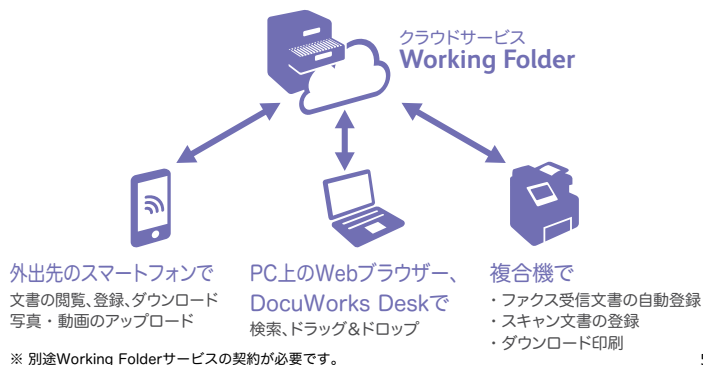 クラウドサービス
Working Folder
外出先のスマートフォンで
文書の閲覧、登録、ダウンロード
写真・動画のアップロード
PC上のWebブラウザー、
DocuWorks Deskで
検索、ドラッグ&ドロップ
複合機で
・ファクス受信文書の自動登録
・スキャン文書の登録
・ダウンロード印刷
※ 別途Working Folderサービスの契約が必要です。